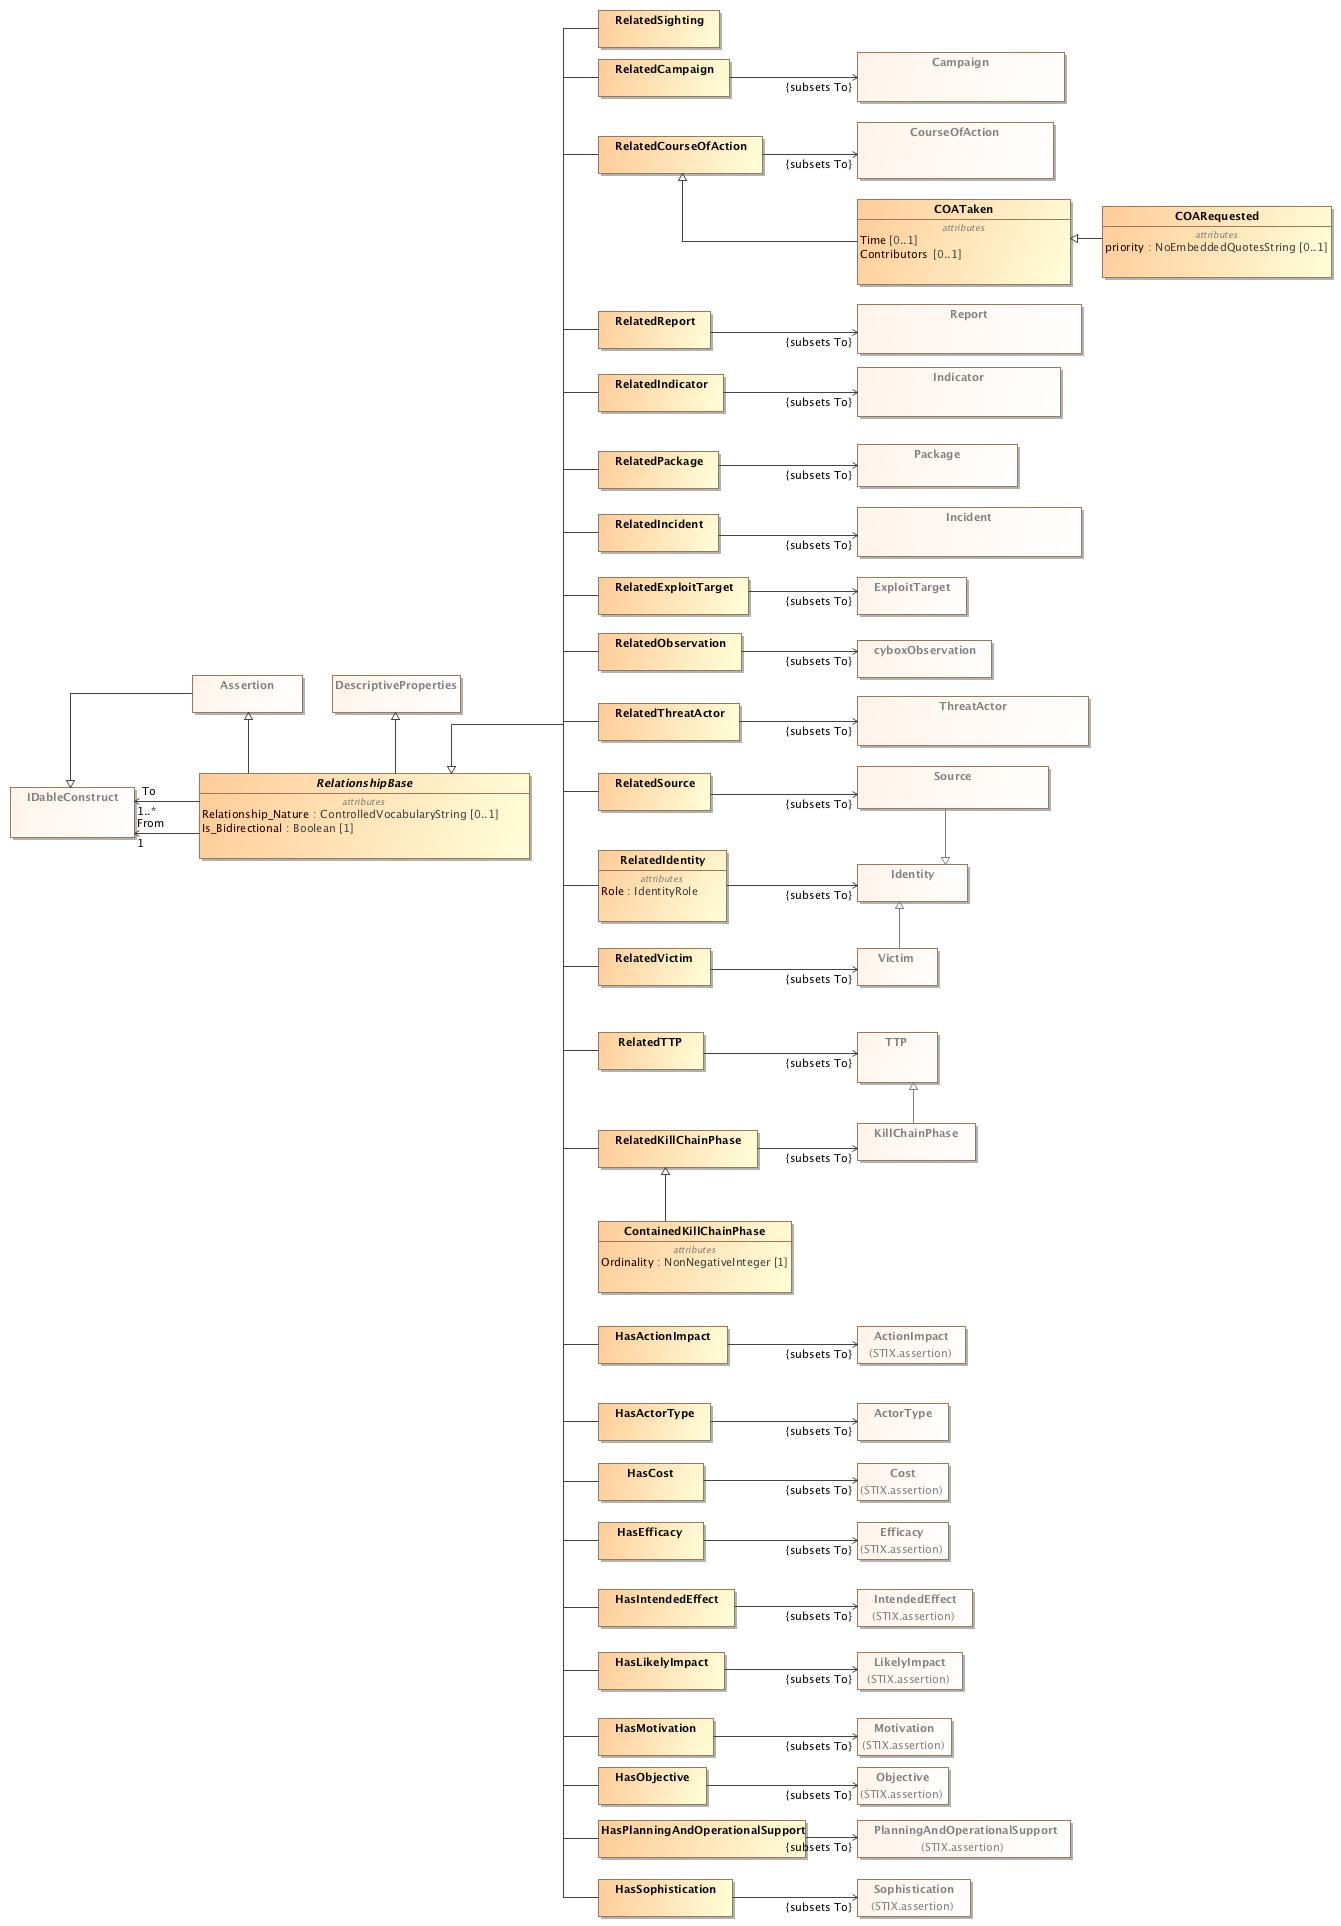 RelatedSighting
RelatedCampaign
{subsets To}
Campaign
RelatedCourseOfAction
{subsets To}
CourseOfAction
COATaken
attributes
Time [0..1]
Contributors [0..1]
COARequested
attributes
priority : NoEmbeddedQuotesString [0..1]
RelatedReport
{subsets To}
Report
RelatedIndicator
{subsets To}
Indicator
RelatedPackage
{subsets To}
Package
RelatedIncident
{subsets To}
Incident
RelatedExploitTarget
{subsets To}
ExploitTarget
RelatedObservation
{subsets To}
cyboxObservation
Assertion
DescriptiveProperties
RelatedThreatActor
{subsets To}
ThreatActor
IDableConstruct
To
1..*
From
1
RelationshipBase
attributes
Relationship_Nature : ControlledVocabularyString [0..1]
Is_Bidirectional : Boolean [1]
RelatedSource
{subsets To}
Source
RelatedIdentity
attributes
Role : IdentityRole
{subsets To}
Identity
RelatedVictim
{subsets To}
Victim
RelatedTTP
{subsets To}
TTP
RelatedKillChainPhase
{subsets To}
KillChainPhase
ContainedKillChainPhase
attributes
Ordinality : NonNegativeInteger [1]
HasActionImpact
{subsets To}
ActionImpact
(STIX.assertion)
HasActorType
{subsets To}
ActorType
HasCost
{subsets To}
Cost
(STIX.assertion)
HasEfficacy
{subsets To}
Efficacy
(STIX.assertion)
HasIntendedEffect
{subsets To}
IntendedEffect
(STIX.assertion)
HasLikelyImpact
{subsets To}
LikelyImpact
(STIX.assertion)
HasMotivation
{subsets To}
Motivation
(STIX.assertion)
HasObjective
{subsets To}
Objective
(STIX.assertion)
HasPlanningAndOperationalSupport
{subsets To}
PlanningAndOperationalSupport
(STIX.assertion)
HasSophistication
{subsets To}
Sophistication
(STIX.assertion)